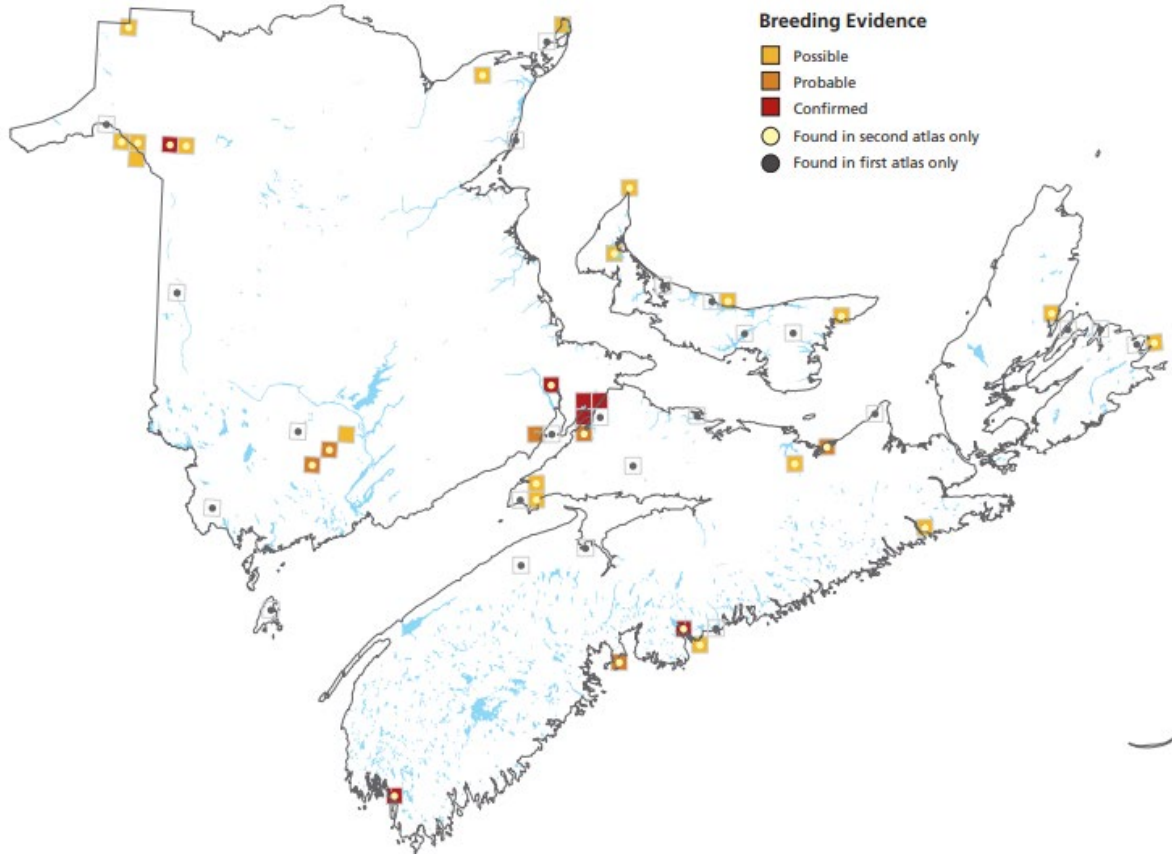 Breeding Evidence
Possible
Probable
Confirmed
Found in second atlas only
Found in first atlas only